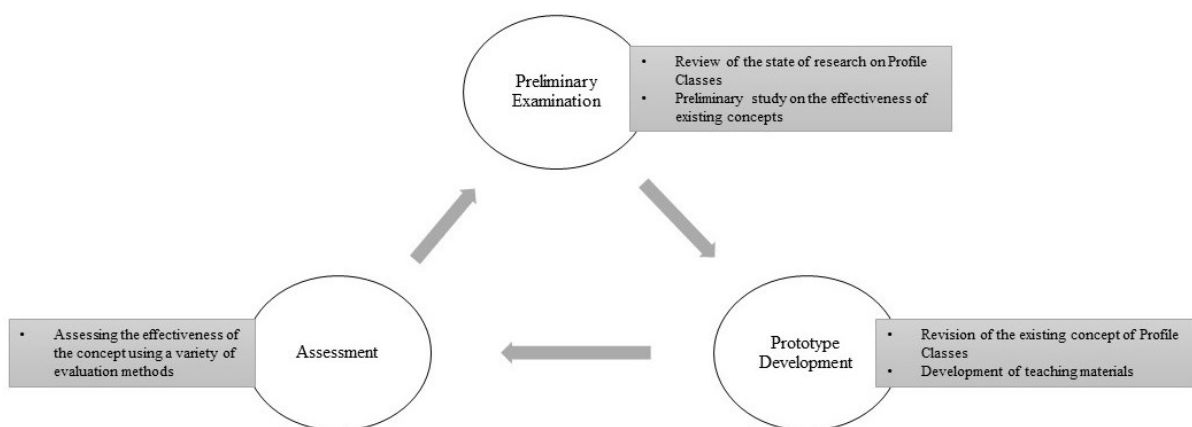 Preliminary
Examination
• Review of the state of research on Profile
Classes
• Preliminary study on the effectiveness of
existing concepts
Assessment
• Assessing the effectiveness of
the concept using a variety of
evaluation methods
Prototype
Development
• Revision of the existing concept of Profile
Classes
• Development of teaching materials